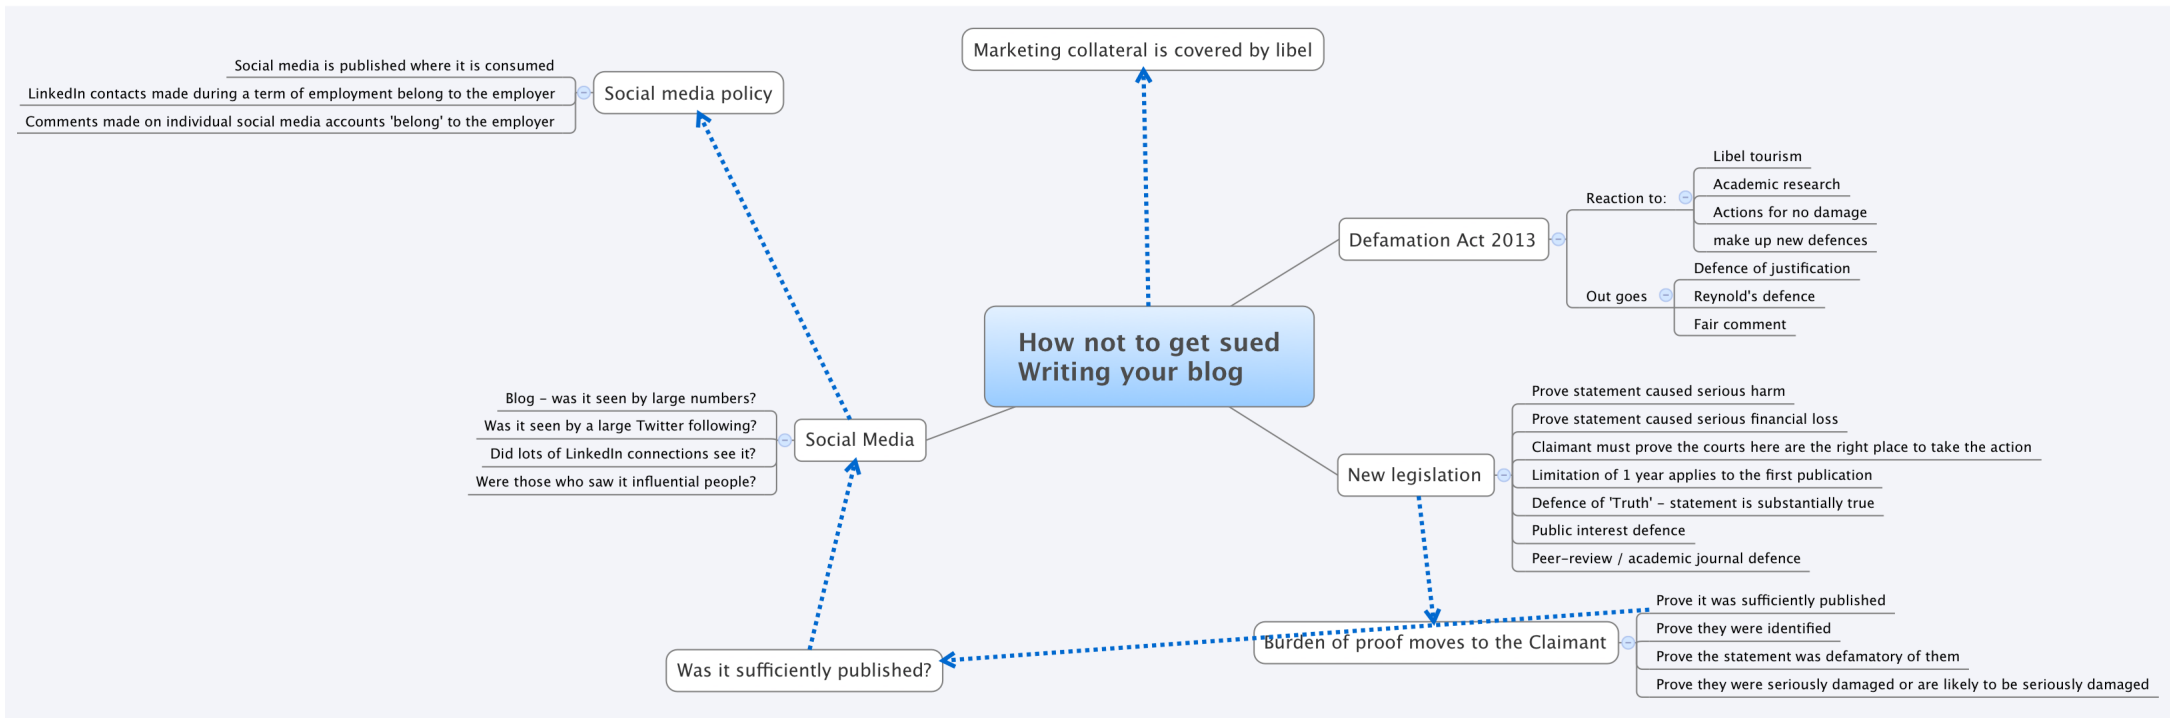 Marketing collateral is covered by libel
Social media is published where it is consumed
LinkedIn contacts made during a term of employment belong to the employer
Comments made on individual social media accounts 'belong' to the employer
Social media policy
Defamation Act 2013
Reaction to:
Libel tourism
Academic research
Actions for no damage
make up new defences
Out goes
Defence of justification
Reynold's defence
Fair comment
How not to get sued
Writing your blog
Blog - was it seen by large numbers?
Was it seen by a large Twitter following?
Did lots of LinkedIn connections see it?
Were those who saw it influential people?
Social Media
New legislation
Prove statement caused serious harm
Prove statement caused serious financial loss
Claimant must prove the courts here are the right place to take the action
Limitation of 1 year applies to the first publication
Defence of 'Truth' - statement is substantially true
Public interest defence
Peer-review / academic journal defence
Burden of proof moves to the Claimant
Prove it was sufficiently published
Prove they were identified
Prove the statement was defamatory of them
Prove they were seriously damaged or are likely to be seriously damaged
Was it sufficiently published?